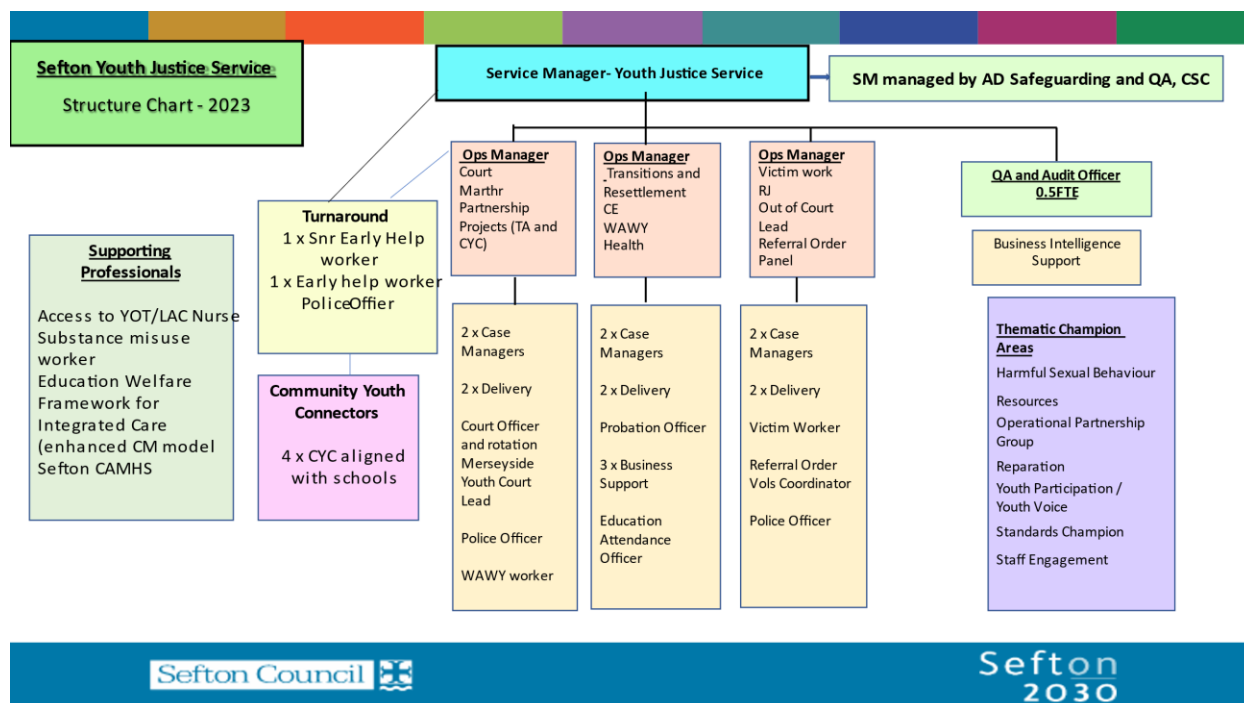 Sefton Youth Justice Service
Structure Chart - 2023
Service Manager- Youth Justice Service
SM managed by AD Safeguarding and QA, CSC
Supporting
Professionals
Access to YOT/LAC Nurse
Substance misuse
worker
Education Welfare
Framework for
Integrated Care
(enhanced CM model
Sefton CAMHS
Turnaround
1 x Snr Early Help
worker
1 x Early help worker
Police Offier
Community Youth
Connectors
4 x CYC aligned
with schools
Ops Manager
Court
Marthr
Partnership
Projects (TA and
CYC)
2 x Case
Managers
2 x Delivery
Court Officer
and rotation
Merseyside
Youth Court
Lead
Police Officer
WAWY worker
Ops Manager
Transitions and
Resettlement
CE
WAWY
Health
2 x Case
Managers
2 x Delivery
Probation Officer
3 x Business
Support
Education
Attendance
Officer
Ops Manager
Victim work
RJ
Out of Court
Lead
Referral Order
Panel
2 x Case
Managers
2 x Delivery
Victim Worker
Referral Order
Vols Coordinator
Police Officer
QA and Audit Officer
0.5FTE
Business Intelligence
Support
Thematic Champion
Areas
Harmful Sexual Behaviour
Resources
Operational Partnership
Group
Reparation
Youth Participation /
Youth Voice
Standards Champion
Staff Engagement
Sefton Council
Sefton
2030